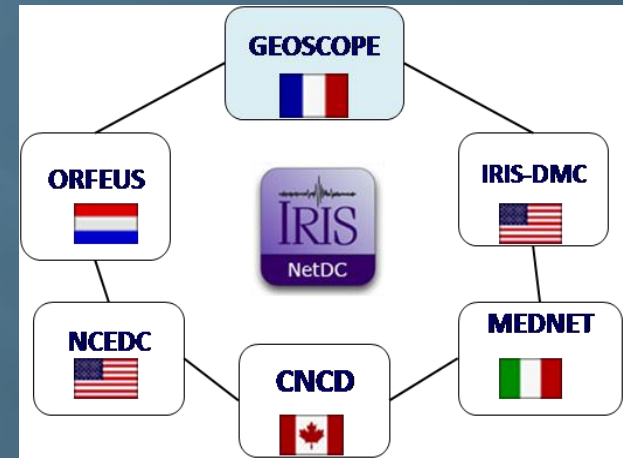 GEOSCOPE
ORFEUS
IRIS-DMC
IRIS
NetDC
NCEDC
MEDNET
CNCD